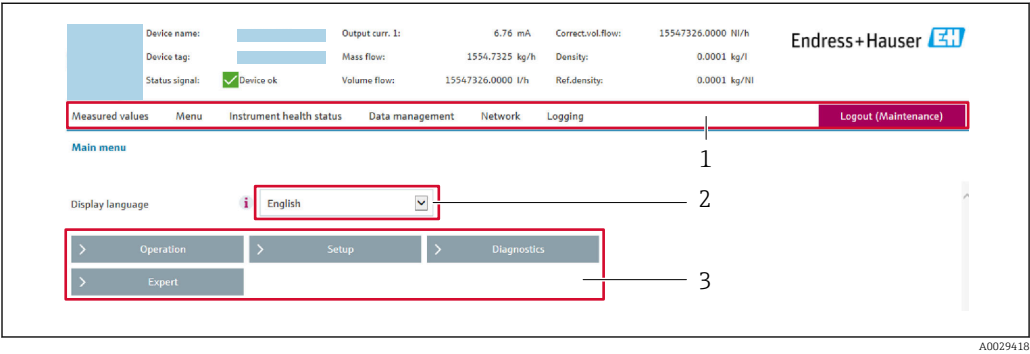 Device name: Output curr. 1: 6.76 mA Correct.vol.flow: 15547326.0000 Nl/h
Endress+Hauser EH
Device tag: Mass flow: 1554.7325 kg/h Density: 0.0001 kg/l
Status signal: Device ok Volume flow: 15547326.0000 l/h Ref.density: 0.0001 kg/Nl
Measured values Menu Instrument health status Data management Network Logging Logout (Maintenance)
1
Main menu
Display language i English 2
> Operation > Setup > Diagnostics
> Expert 3
A0029418